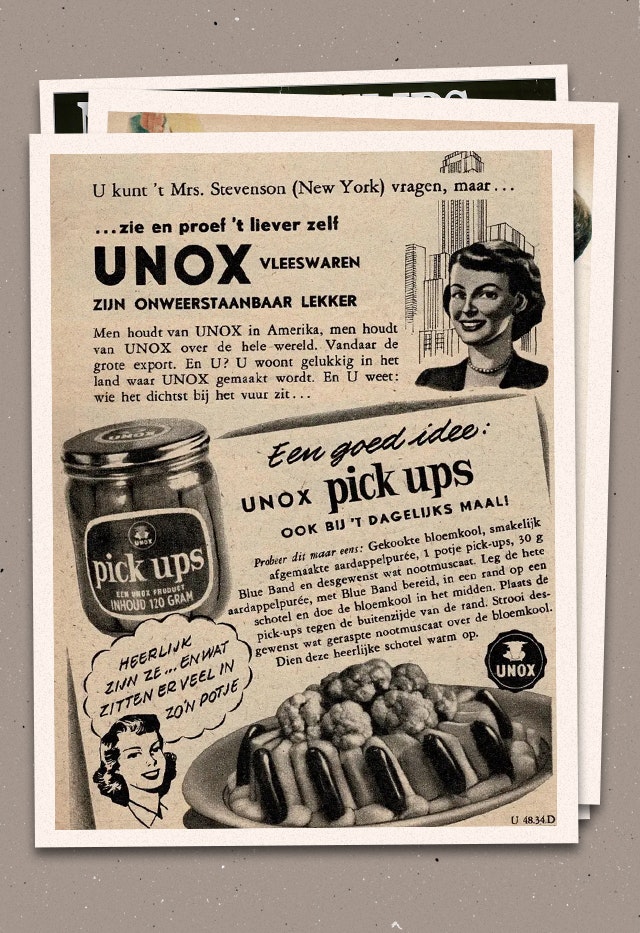 U kunt 't Mrs. Stevenson (New York) vragen, maar...
...zie en proef 't liever zelf
UNOX VLEESWAREN
ZIJN ONWEERSTAANBAAR LEKKER
Men houdt van UNOX in Amerika, men houdt
van UNOX over de hele wereld. Vandaar de
grote export. En U? U woont gelukkig in het
land waar UNOX gemaakt wordt. En U weet:
wie het dichtst bij het vuur zit...
UNOX
UNOX
pick ups
EEN UNOX PRODUCT
INHOUD 120 GRAM
Een goed idee:
UNOX pick ups
OOK BIJ 'T DAGELIJKS MAAL!
Probeer dit maar eens: Gekookte bloemkool, smakelijk
afgemaakte aardappelpurée, 1 potje pick-ups, 30 g
Blue Band en desgewenst wat nootmuscaat. Leg de hete
aardappelpurée, met Blue Band bereid, in een rand op een
schotel en doe de bloemkool in het midden. Plaats de
pick-ups tegen de buitenzijde van de rand. Strooi des-
gewenst wat geraspte nootmuscaat over de bloemkool.
Dien deze heerlijke schotel warm op.
HEERLIJK
ZIJN ZE... EN WAT
ZITTEN ER VEEL IN
ZO'N POTJE
UNOX
U 48.34.D